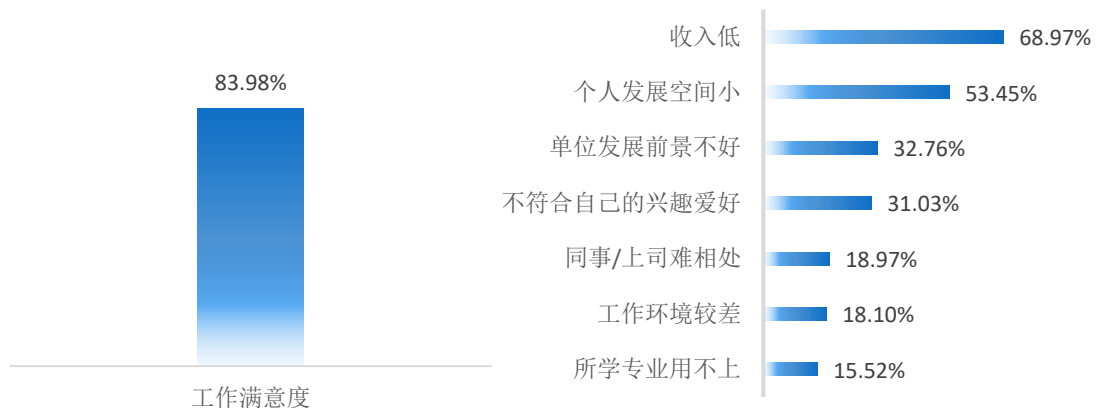 83.98%
工作满意度
收入低 68.97%
个人发展空间小 53.45%
单位发展前景不好 32.76%
不符合自己的兴趣爱好 31.03%
同事/上司难相处 18.97%
工作环境较差 18.10%
所学专业用不上 15.52%